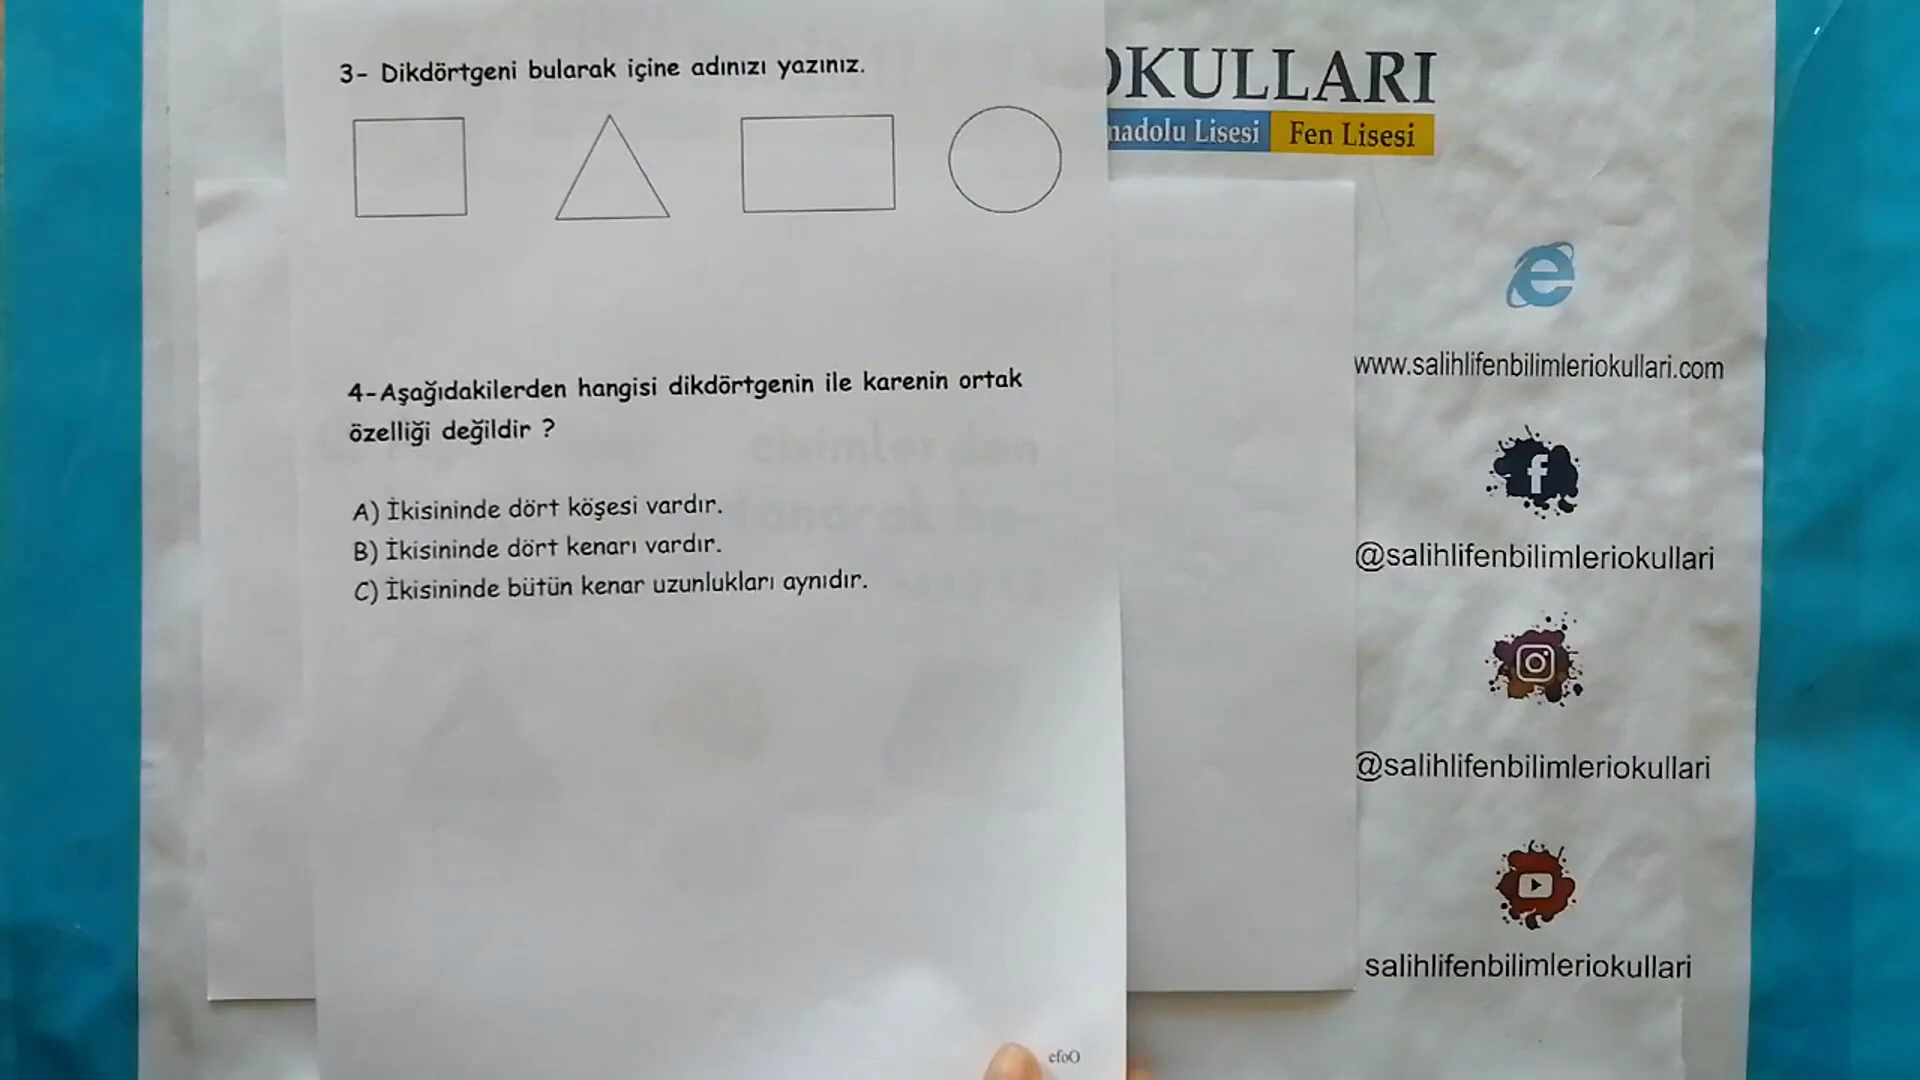 3- Dikdörtgeni bularak içine adınızı yazınız.
4-Aşağıdakilerden hangisi dikdörtgenin ile karenin ortak
özelliği değildir ?
A) İkisininde dört köşesi vardır.
B) İkisininde dört kenarı vardır.
C) İkisininde bütün kenar uzunlukları aynıdır.
efoO
OKULLARI
nadolu Lisesi Fen Lisesi
www.salihlifenbilimleriokullari.com
@salihlifenbilimleriokullari
@salihlifenbilimleriokullari
salihlifenbilimleriokullari